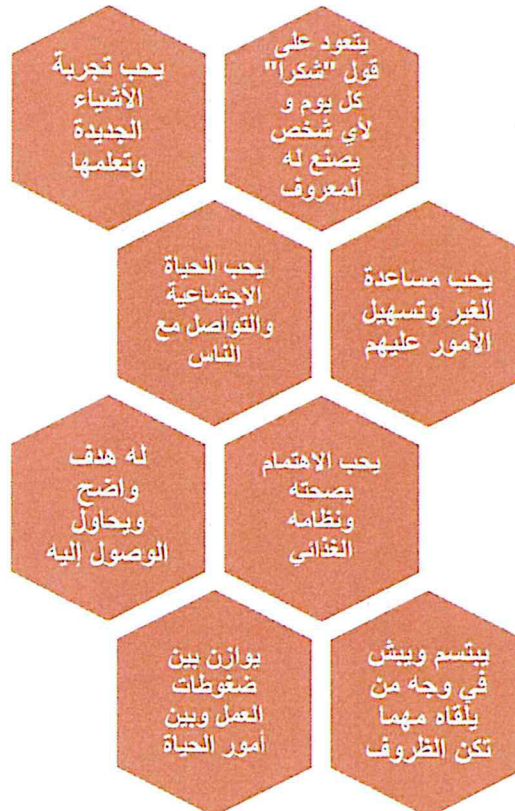 يتعود على
قول "شكرا"
كل يوم و
لأي شخص
يصنع له
المعروف
يحب تجربة
الأشياء
الجديدة
وتعلمها
يحب مساعدة
الغير وتسهيل
الأمور عليهم
يحب الحياة
الاجتماعية
والتواصل مع
الناس
يحب الاهتمام
بصحته
ونظامه
الغذائي
له هدف
واضح
ويحاول
الوصول إليه
يبتسم ويبش
في وجه من
يلقاه مهما
تكن الظروف
يوازن بين
ضغوطات
العمل وبين
أمور الحياة